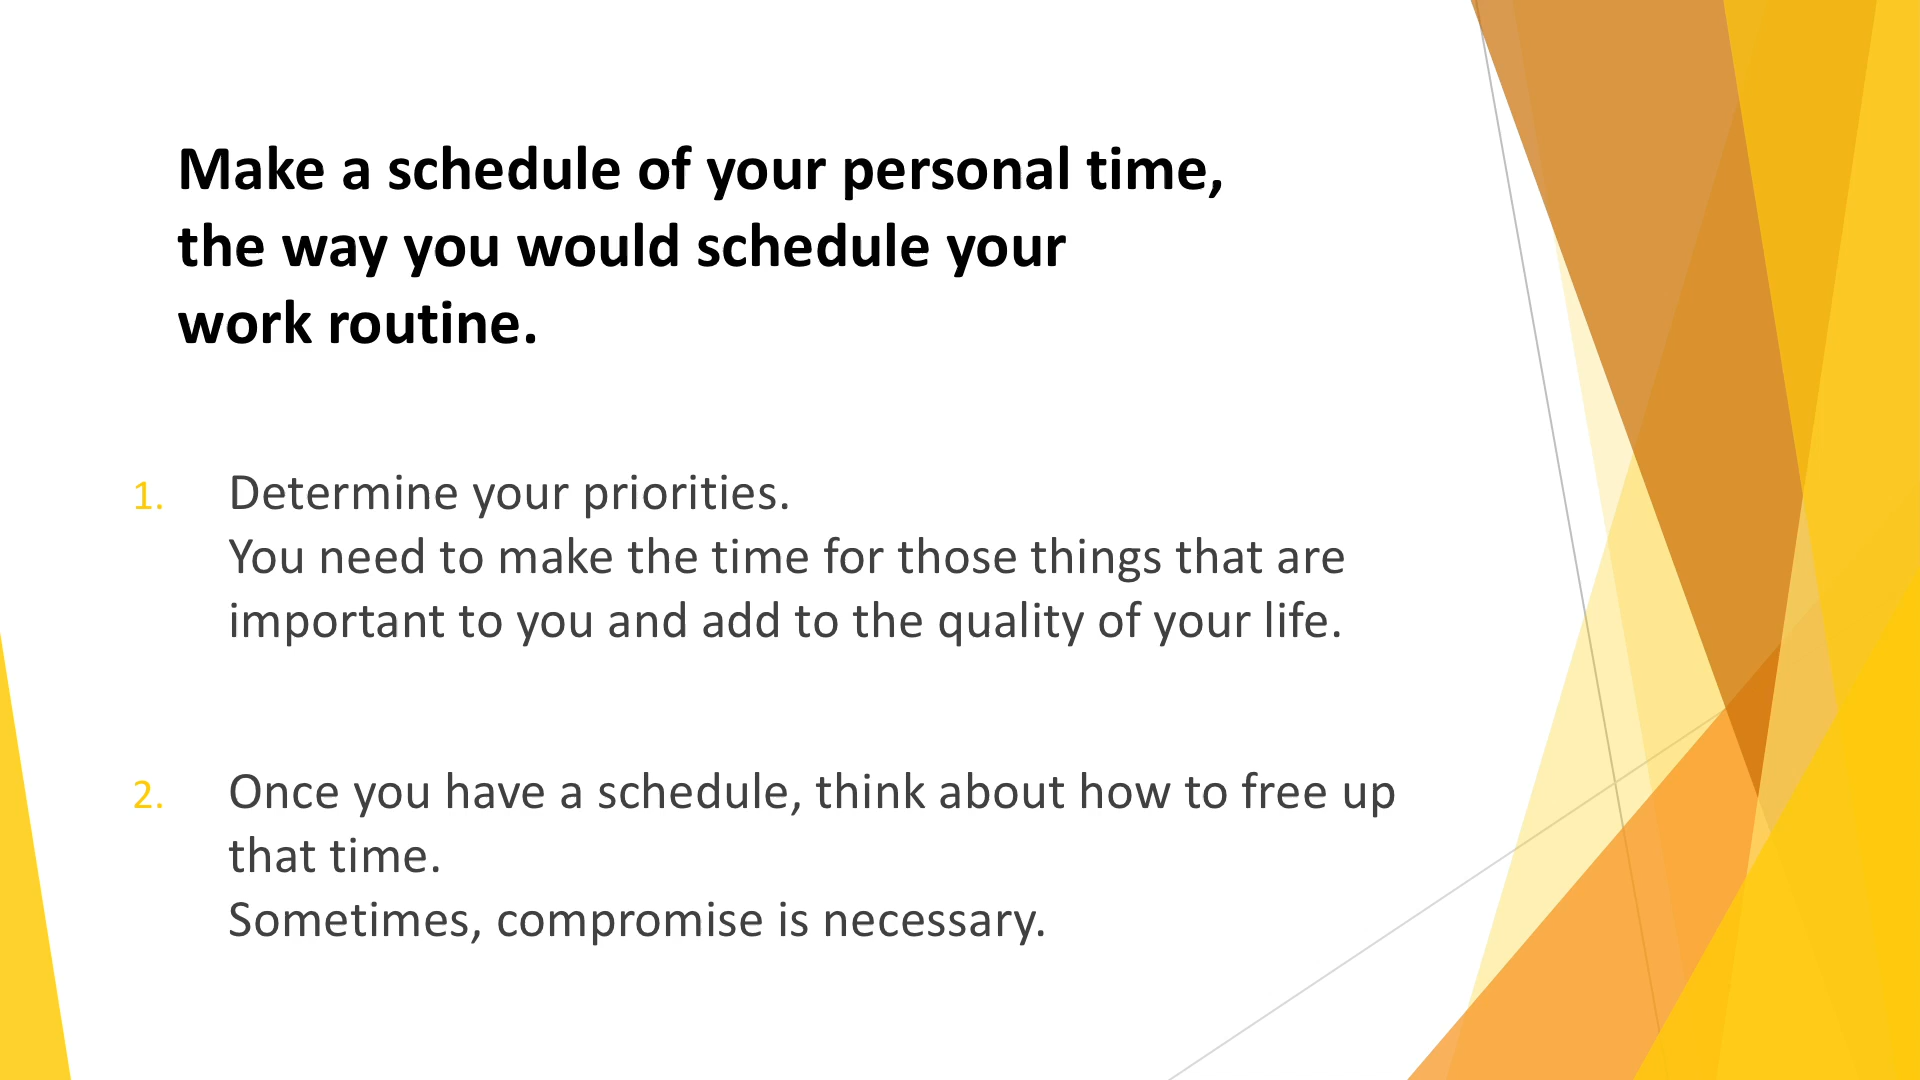 Make a schedule of your personal time,
the way you would schedule your
work routine.
1. Determine your priorities.
You need to make the time for those things that are
important to you and add to the quality of your life.
2. Once you have a schedule, think about how to free up
that time.
Sometimes, compromise is necessary.